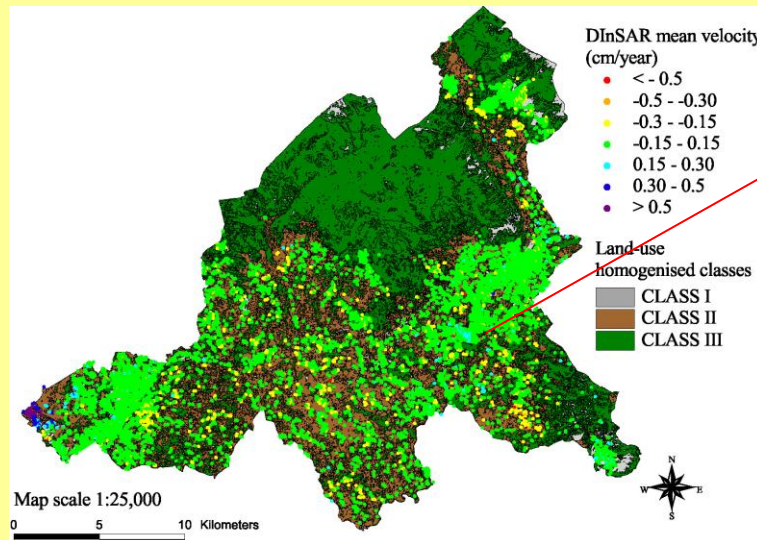 DInSAR mean velocity
(cm/year)
< - 0.5
-0.5 - -0.30
-0.3 - -0.15
-0.15 - 0.15
0.15 - 0.30
0.30 - 0.5
> 0.5
Land-use
homogenised classes
CLASS I
CLASS II
CLASS III
Map scale 1:25,000
0 5 10 Kilometers
N
W E
S